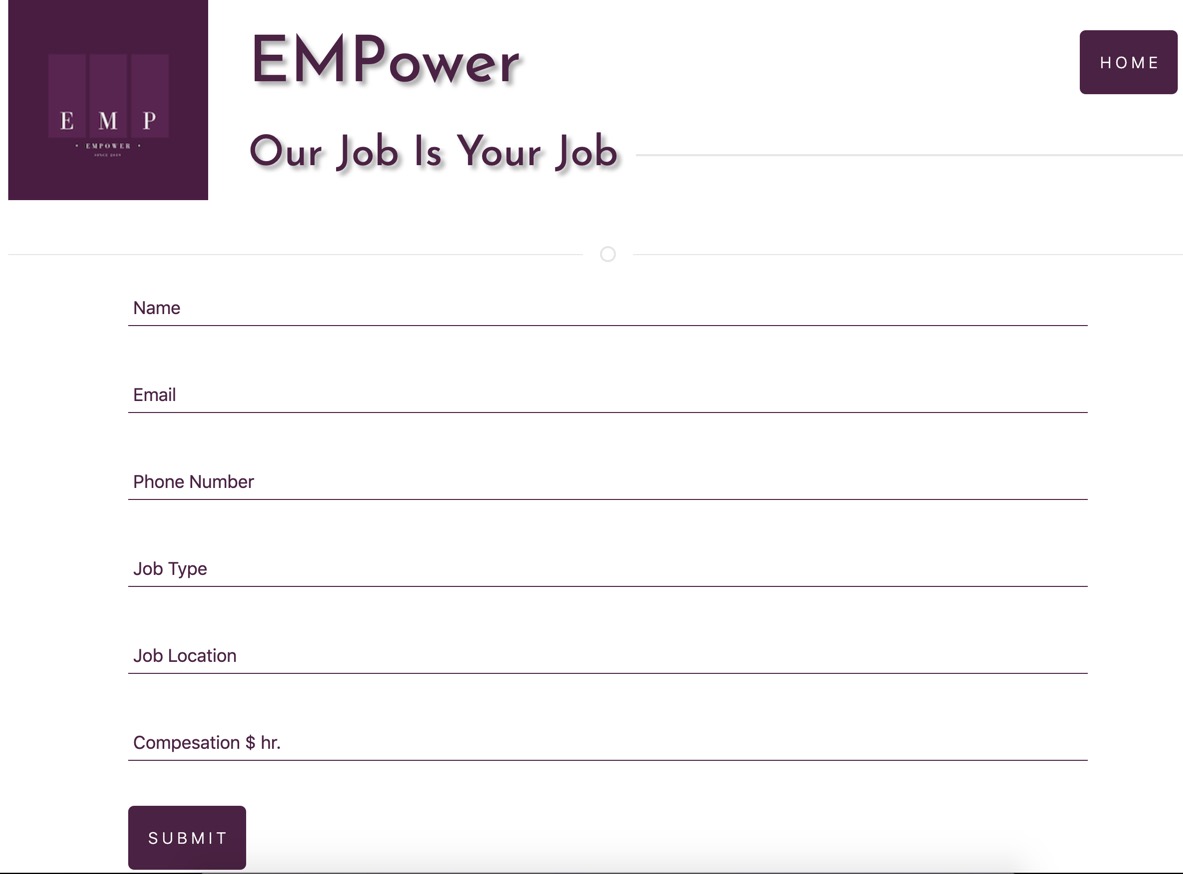 E M P
• EMPOWER •
EMPower
HOME
Our Job Is Your Job
Name
Email
Phone Number
Job Type
Job Location
Compesation $ hr.
SUBMIT